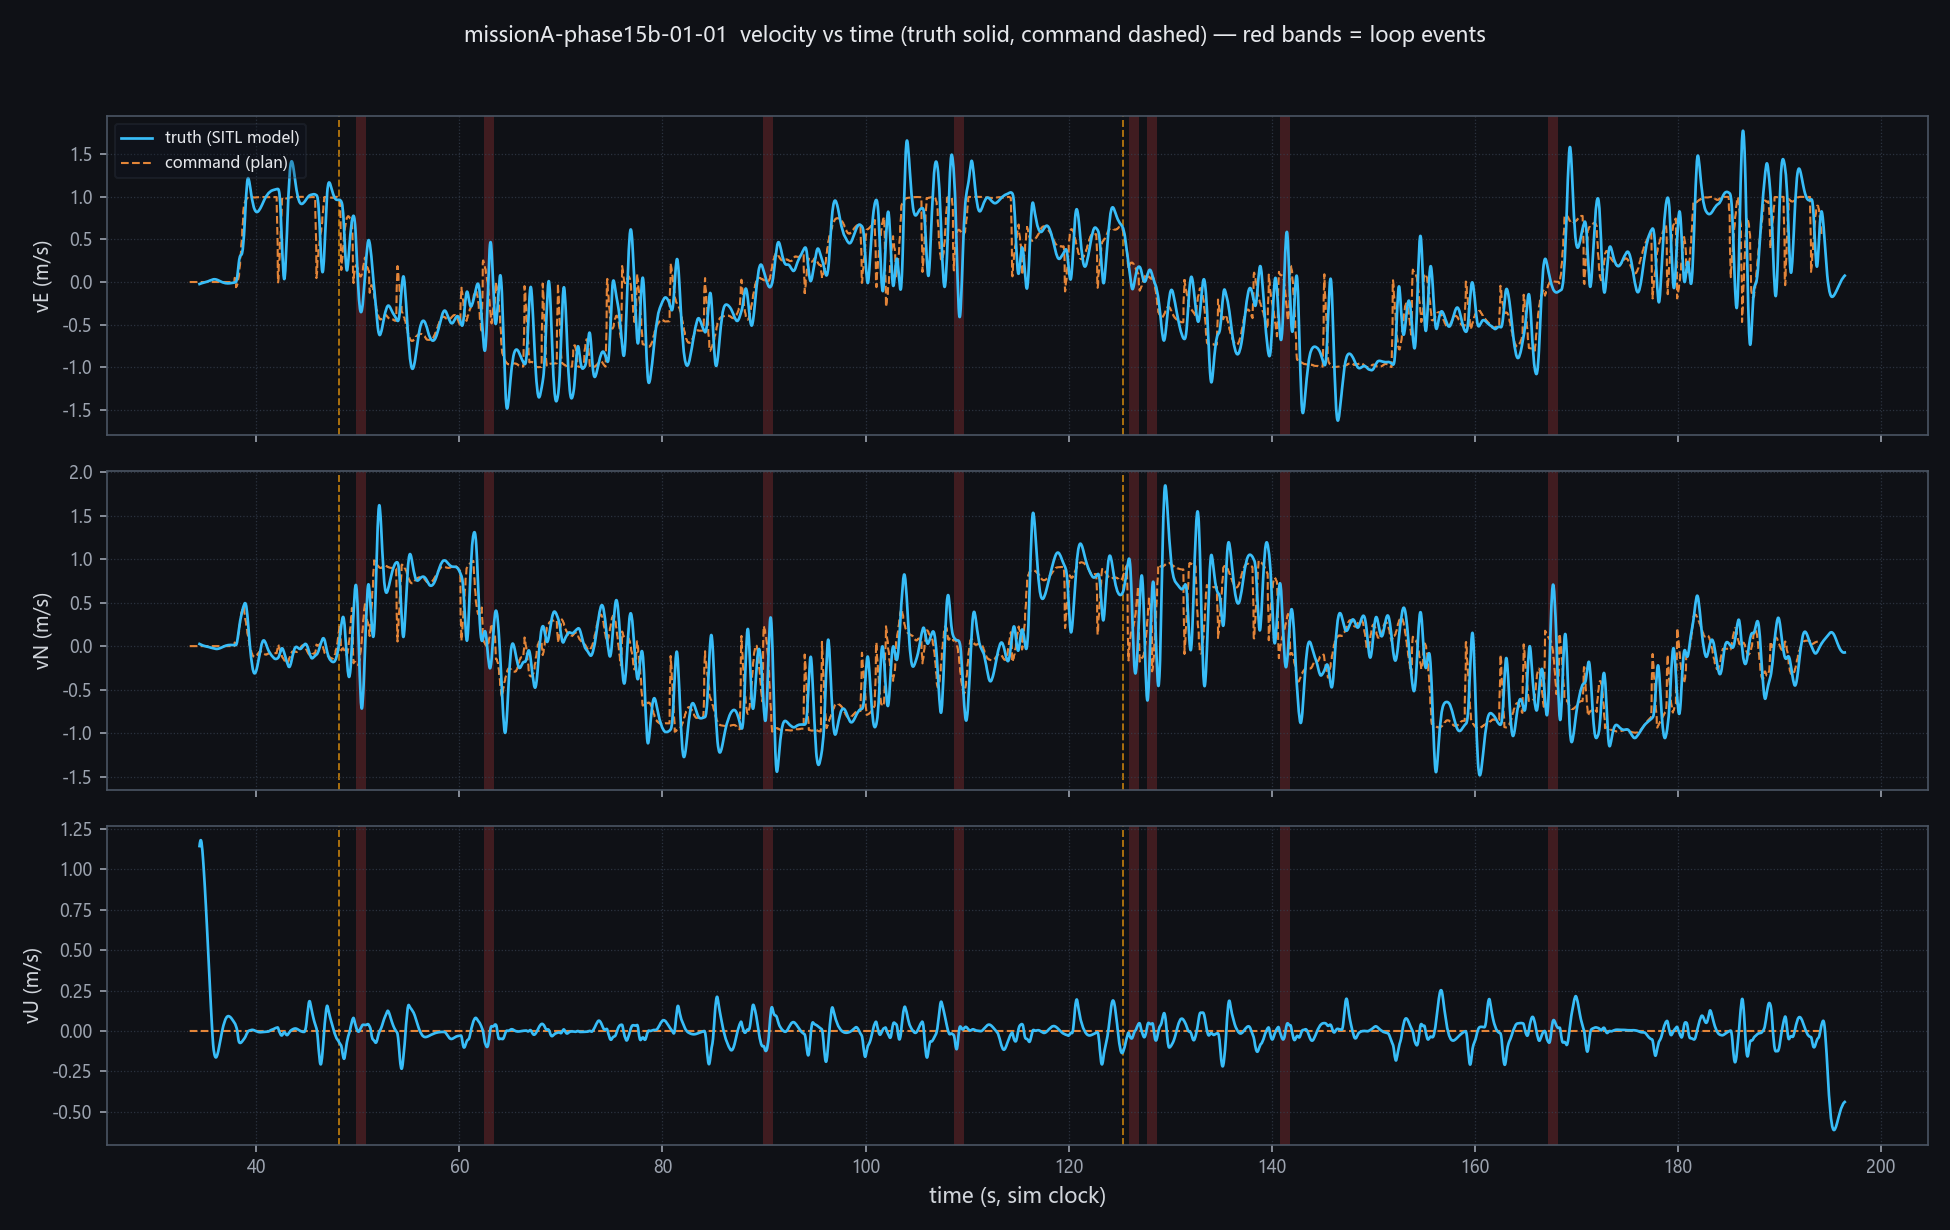 missionA-phase15b-01-01  velocity vs time (truth solid, command dashed) — red bands = loop events
truth (SITL model)
command (plan)
vE (m/s)
1.5
1.0
0.5
0.0
-0.5
-1.0
-1.5
vN (m/s)
2.0
1.5
1.0
0.5
0.0
-0.5
-1.0
-1.5
vU (m/s)
1.25
1.00
0.75
0.50
0.25
0.00
-0.25
-0.50
40 60 80 100 120 140 160 180 200
time (s, sim clock)